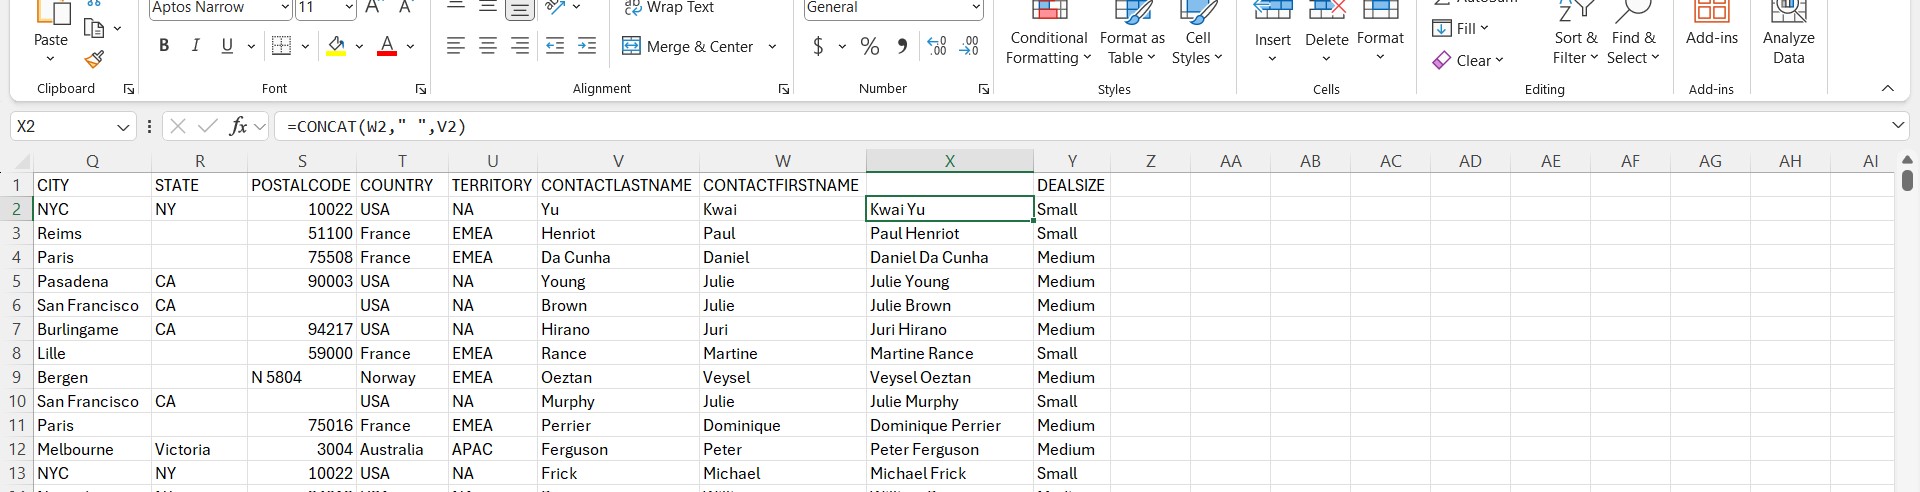 Aptos Narrow 11 A A Wrap Text General AutoSum
Paste B I U A Merge & Center $ % 9 .00 Conditional Formatting Format as Table Cell Styles Insert Delete Format Fill Clear Sort & Filter Find & Select Add-ins Analyze Data
Clipboard Font Alignment Number Styles Cells Editing Add-ins
X2 fx =CONCAT(W2," ",V2)
Q R S T U V W X Y Z AA AB AC AD AE AF AG AH AI
1 CITY STATE POSTALCODE COUNTRY TERRITORY CONTACTLASTNAME CONTACTFIRSTNAME DEALSIZE
2 NYC NY 10022 USA NA Yu Kwai Kwai Yu Small
3 Reims 51100 France EMEA Henriot Paul Paul Henriot Small
4 Paris 75508 France EMEA Da Cunha Daniel Daniel Da Cunha Medium
5 Pasadena CA 90003 USA NA Young Julie Julie Young Medium
6 San Francisco CA USA NA Brown Julie Julie Brown Medium
7 Burlingame CA 94217 USA NA Hirano Juri Juri Hirano Medium
8 Lille 59000 France EMEA Rance Martine Martine Rance Small
9 Bergen N 5804 Norway EMEA Oeztan Veysel Veysel Oeztan Medium
10 San Francisco CA USA NA Murphy Julie Julie Murphy Small
11 Paris 75016 France EMEA Perrier Dominique Dominique Perrier Medium
12 Melbourne Victoria 3004 Australia APAC Ferguson Peter Peter Ferguson Medium
13 NYC NY 10022 USA NA Frick Michael Michael Frick Small